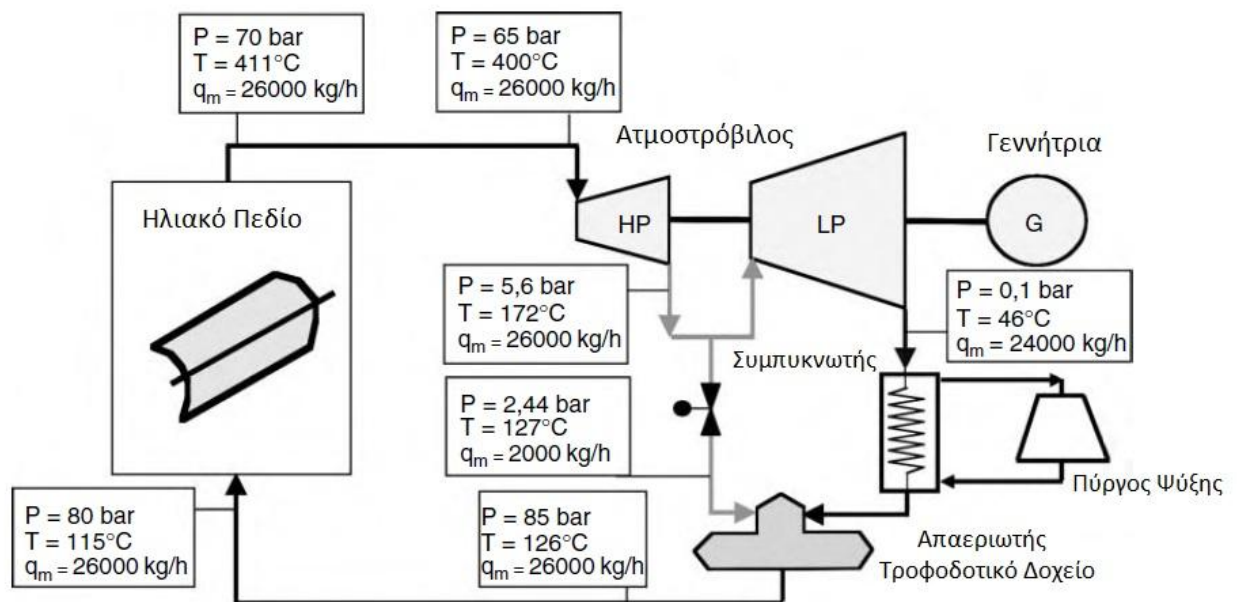 P = 70 bar
T = 411°C
qm = 26000 kg/h
P = 65 bar
T = 400°C
qm = 26000 kg/h
Ατμοστρόβιλος
Γεννήτρια
Ηλιακό Πεδίο
HP
LP
G
P = 5,6 bar
T = 172°C
qm = 26000 kg/h
P = 0,1 bar
T = 46°C
qm = 24000 kg/h
Συμπυκνωτής
P = 2,44 bar
T = 127°C
qm = 2000 kg/h
Πύργος Ψύξης
P = 80 bar
T = 115°C
qm = 26000 kg/h
P = 85 bar
T = 126°C
qm = 26000 kg/h
Απαεριωτής
Τροφοδοτικό Δοχείο